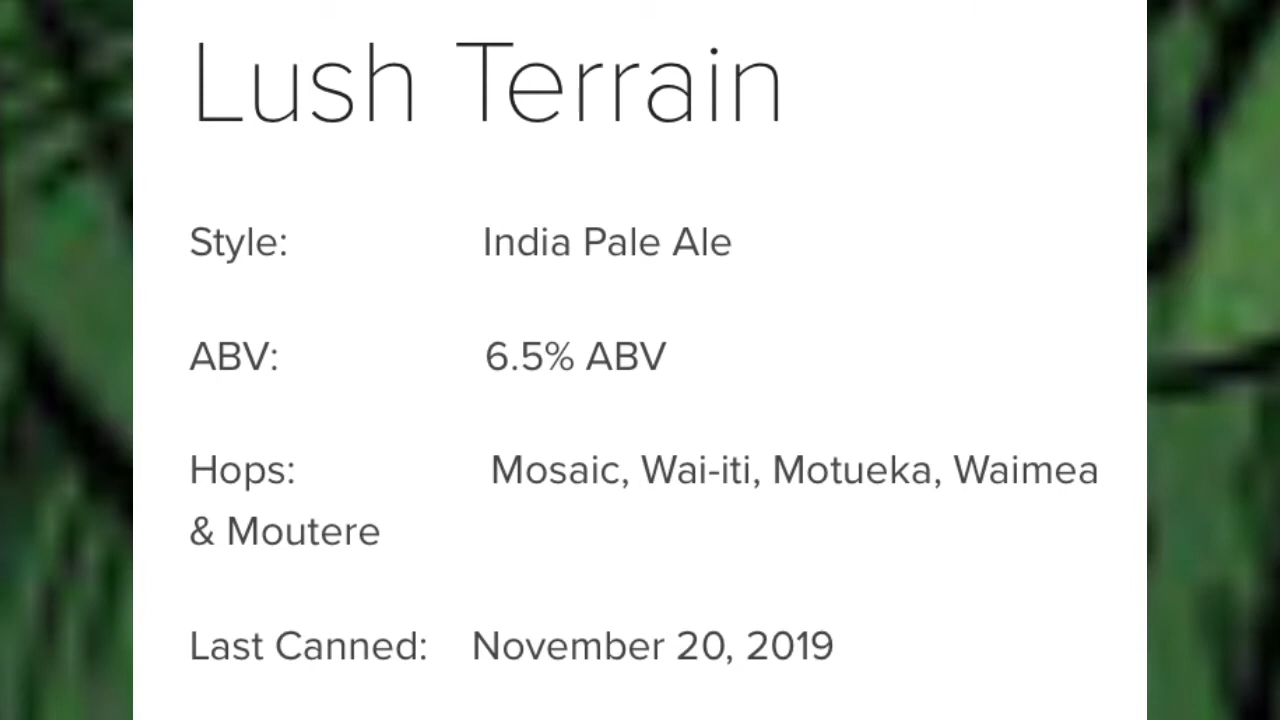 Lush Terrain
Style: India Pale Ale
ABV: 6.5% ABV
Hops: Mosaic, Wai-iti, Motueka, Waimea
& Moutere
Last Canned: November 20, 2019